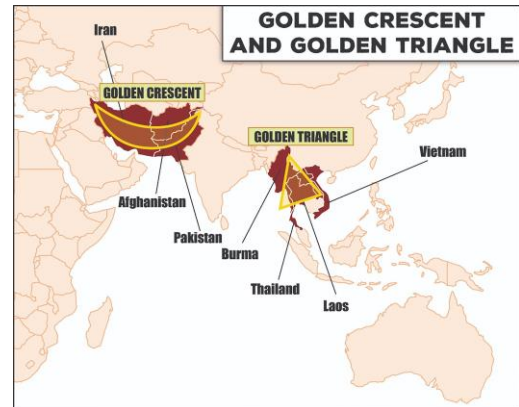 GOLDEN CRESCENT
AND GOLDEN TRIANGLE
Iran
GOLDEN CRESCENT
GOLDEN TRIANGLE
Vietnam
Afghanistan
Pakistan
Burma
Thailand
Laos